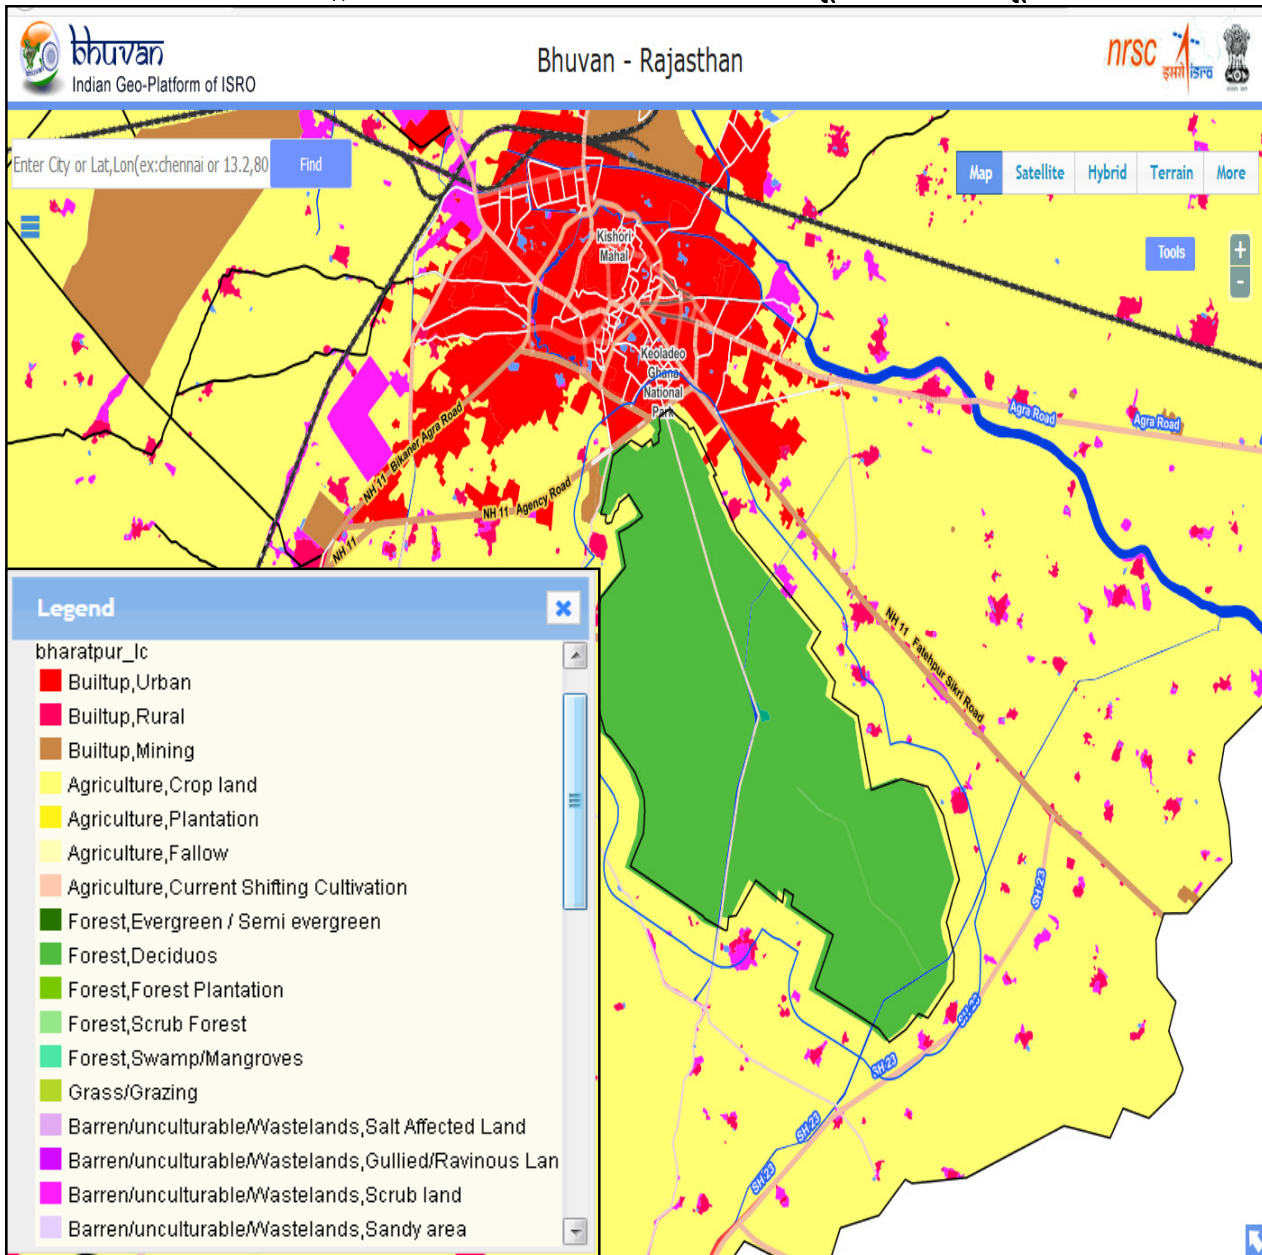 bhuvan
Indian Geo-Platform of ISRO
Bhuvan - Rajasthan
nrsc
इसरो isro
Enter City or Lat,Lon(ex:chennai or 13.2,80
Find
Map
Satellite
Hybrid
Terrain
More
Tools
+
-
Kishori
Mahal
Keoladeo
Ghana
National
Park
Agra Road
Agra Road
NH 11 Bikaner Agra Road
NH 11 Agency Road
NH 11
NH 11 Fatehpur Sikri Road
SH 23
SH 23
SH 23
SH 23
SH 23
Legend
bharatpur_lc
Builtup,Urban
Builtup,Rural
Builtup,Mining
Agriculture,Crop land
Agriculture,Plantation
Agriculture,Fallow
Agriculture,Current Shifting Cultivation
Forest,Evergreen / Semi evergreen
Forest,Deciduos
Forest,Forest Plantation
Forest,Scrub Forest
Forest,Swamp/Mangroves
Grass/Grazing
Barren/unculturable/Wastelands,Salt Affected Land
Barren/unculturable/Wastelands,Gullied/Ravinous Lan
Barren/unculturable/Wastelands,Scrub land
Barren/unculturable/Wastelands,Sandy area